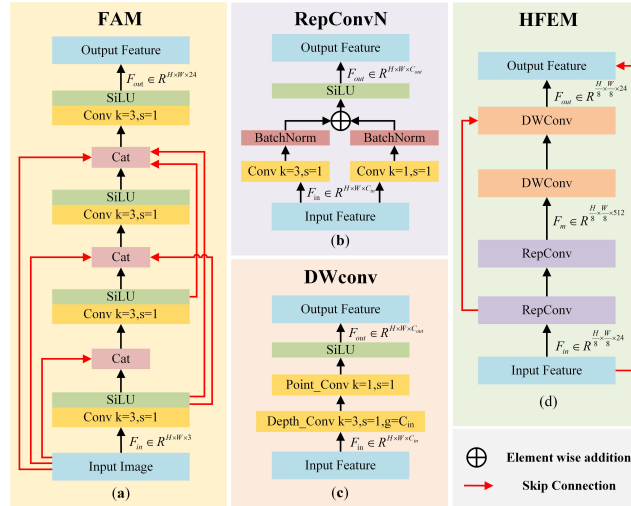 FAM
Output Feature
F_out ∈ R^{H×W×24}
SiLU
Conv k=3,s=1
Cat
SiLU
Conv k=3,s=1
Cat
SiLU
Conv k=3,s=1
Cat
SiLU
Conv k=3,s=1
F_in ∈ R^{H×W×3}
Input Image
(a)
RepConvN
Output Feature
F_out ∈ R^{H×W×C_out}
SiLU
BatchNorm BatchNorm
Conv k=3,s=1 Conv k=1,s=1
F_in ∈ R^{H×W×C_in}
Input Feature
(b)
DWconv
Output Feature
F_out ∈ R^{H×W×C_out}
SiLU
Point_Conv k=1,s=1
Depth_Conv k=3,s=1,g=C_in
F_in ∈ R^{H×W×C_in}
Input Feature
(c)
HFEM
Output Feature
F_out ∈ R^{H/8×W/8×24}
DWConv
DWConv
F_m ∈ R^{H/8×W/8×512}
RepConv
RepConv
F_in ∈ R^{H/8×W/8×24}
Input Feature
(d)
Element wise addition
Skip Connection